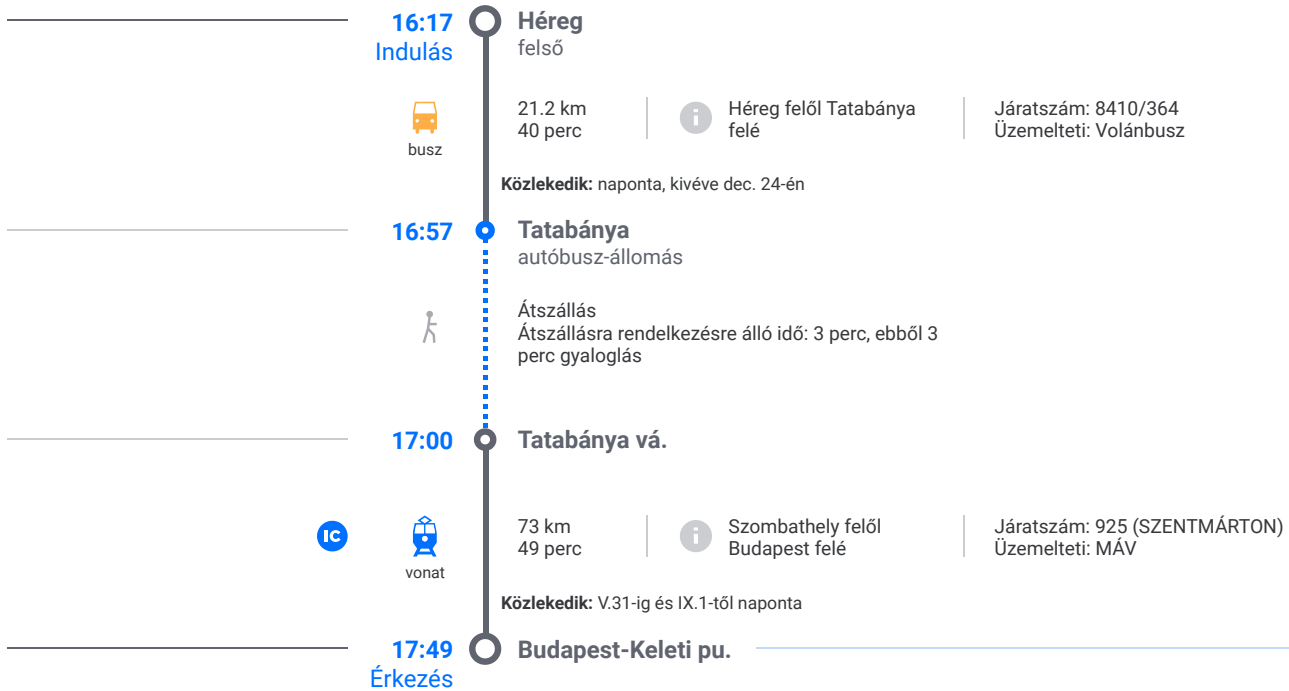 16:17
Indulás
Héreg
felső
busz
21.2 km
40 perc
i
Héreg felől Tatabánya
felé
Járatszám: 8410/364
Üzemelteti: Volánbusz
Közlekedik: naponta, kivéve dec. 24-én
16:57
Tatabánya
autóbusz-állomás
Átszállás
Átszállásra rendelkezésre álló idő: 3 perc, ebből 3
perc gyaloglás
17:00
Tatabánya vá.
IC
vonat
73 km
49 perc
i
Szombathely felől
Budapest felé
Járatszám: 925 (SZENTMÁRTON)
Üzemelteti: MÁV
Közlekedik: V.31-ig és IX.1-től naponta
17:49
Érkezés
Budapest-Keleti pu.